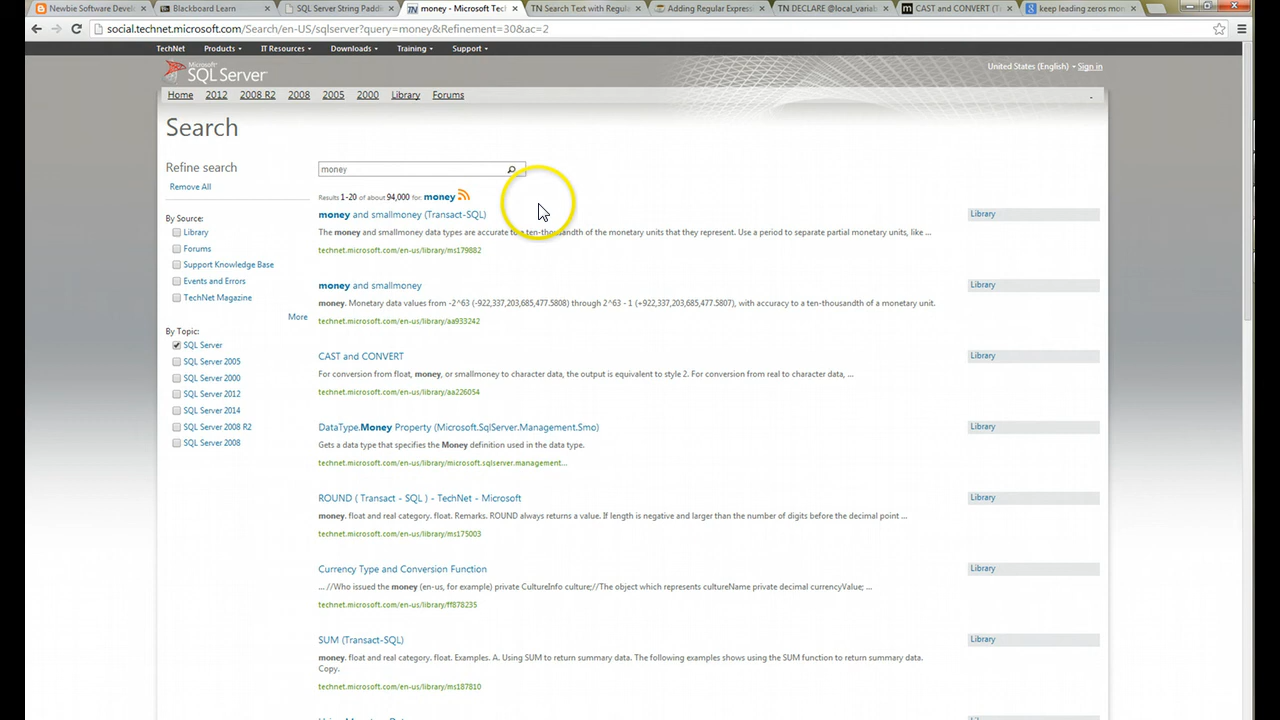 Newbie Software Develo
Blackboard Learn
SQL Server String Paddi
money - Microsoft Tec
TN Search Text with Regula
Adding Regular Express
TN DECLARE @local_varia
CAST and CONVERT (T
keep leading zeros mon
social.technet.microsoft.com/Search/en-US/sqlserver?query=money&Refinement=30&ac=2
TechNet Products IT Resources Downloads Training Support
Microsoft
SQL Server
United States (English) Sign in
Home 2012 2008 R2 2008 2005 2000 Library Forums
Search
Refine search
Remove All
By Source:
Library
Forums
Support Knowledge Base
Events and Errors
TechNet Magazine
More
By Topic:
SQL Server
SQL Server 2005
SQL Server 2000
SQL Server 2012
SQL Server 2014
SQL Server 2008 R2
SQL Server 2008
money
Results 1-20 of about 94,000 for: money
money and smallmoney (Transact-SQL)
Library
The money and smallmoney data types are accurate to a ten-thousandth of the monetary units that they represent. Use a period to separate partial monetary units, like ...
technet.microsoft.com/en-us/library/ms179882
money and smallmoney
Library
money. Monetary data values from -2^63 (-922,337,203,685,477.5808) through 2^63 - 1 (+922,337,203,685,477.5807), with accuracy to a ten-thousandth of a monetary unit.
technet.microsoft.com/en-us/library/aa933242
CAST and CONVERT
Library
For conversion from float, money, or smallmoney to character data, the output is equivalent to style 2. For conversion from real to character data, ...
technet.microsoft.com/en-us/library/aa226054
DataType.Money Property (Microsoft.SqlServer.Management.Smo)
Library
Gets a data type that specifies the Money definition used in the data type.
technet.microsoft.com/en-us/library/microsoft.sqlserver.management...
ROUND ( Transact - SQL ) - TechNet - Microsoft
Library
money. float and real category. float. Remarks. ROUND always returns a value. If length is negative and larger than the number of digits before the decimal point ...
technet.microsoft.com/en-us/library/ms175003
Currency Type and Conversion Function
Library
... //Who issued the money (en-us, for example) private CultureInfo culture;//The object which represents cultureName private decimal currencyValue; ...
technet.microsoft.com/en-us/library/ff878235
SUM (Transact-SQL)
Library
money. float and real category. float. Examples. A. Using SUM to return summary data. The following examples shows using the SUM function to return summary data.
Copy.
technet.microsoft.com/en-us/library/ms187810